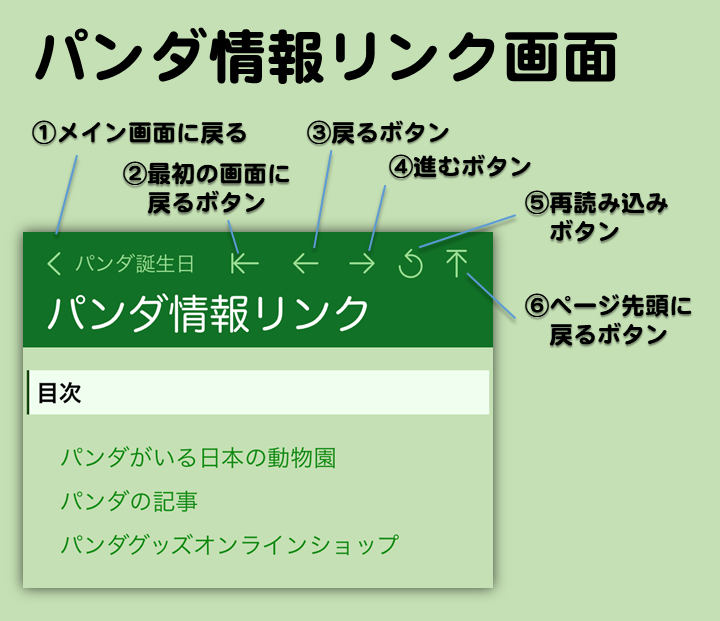 パンダ情報リンク画面
①メイン画面に戻る
②最初の画面に
戻るボタン
③戻るボタン
④進むボタン
⑤再読み込み
ボタン
パンダ誕生日
パンダ情報リンク
⑥ページ先頭に
戻るボタン
目次
パンダがいる日本の動物園
パンダの記事
パンダグッズオンラインショップ